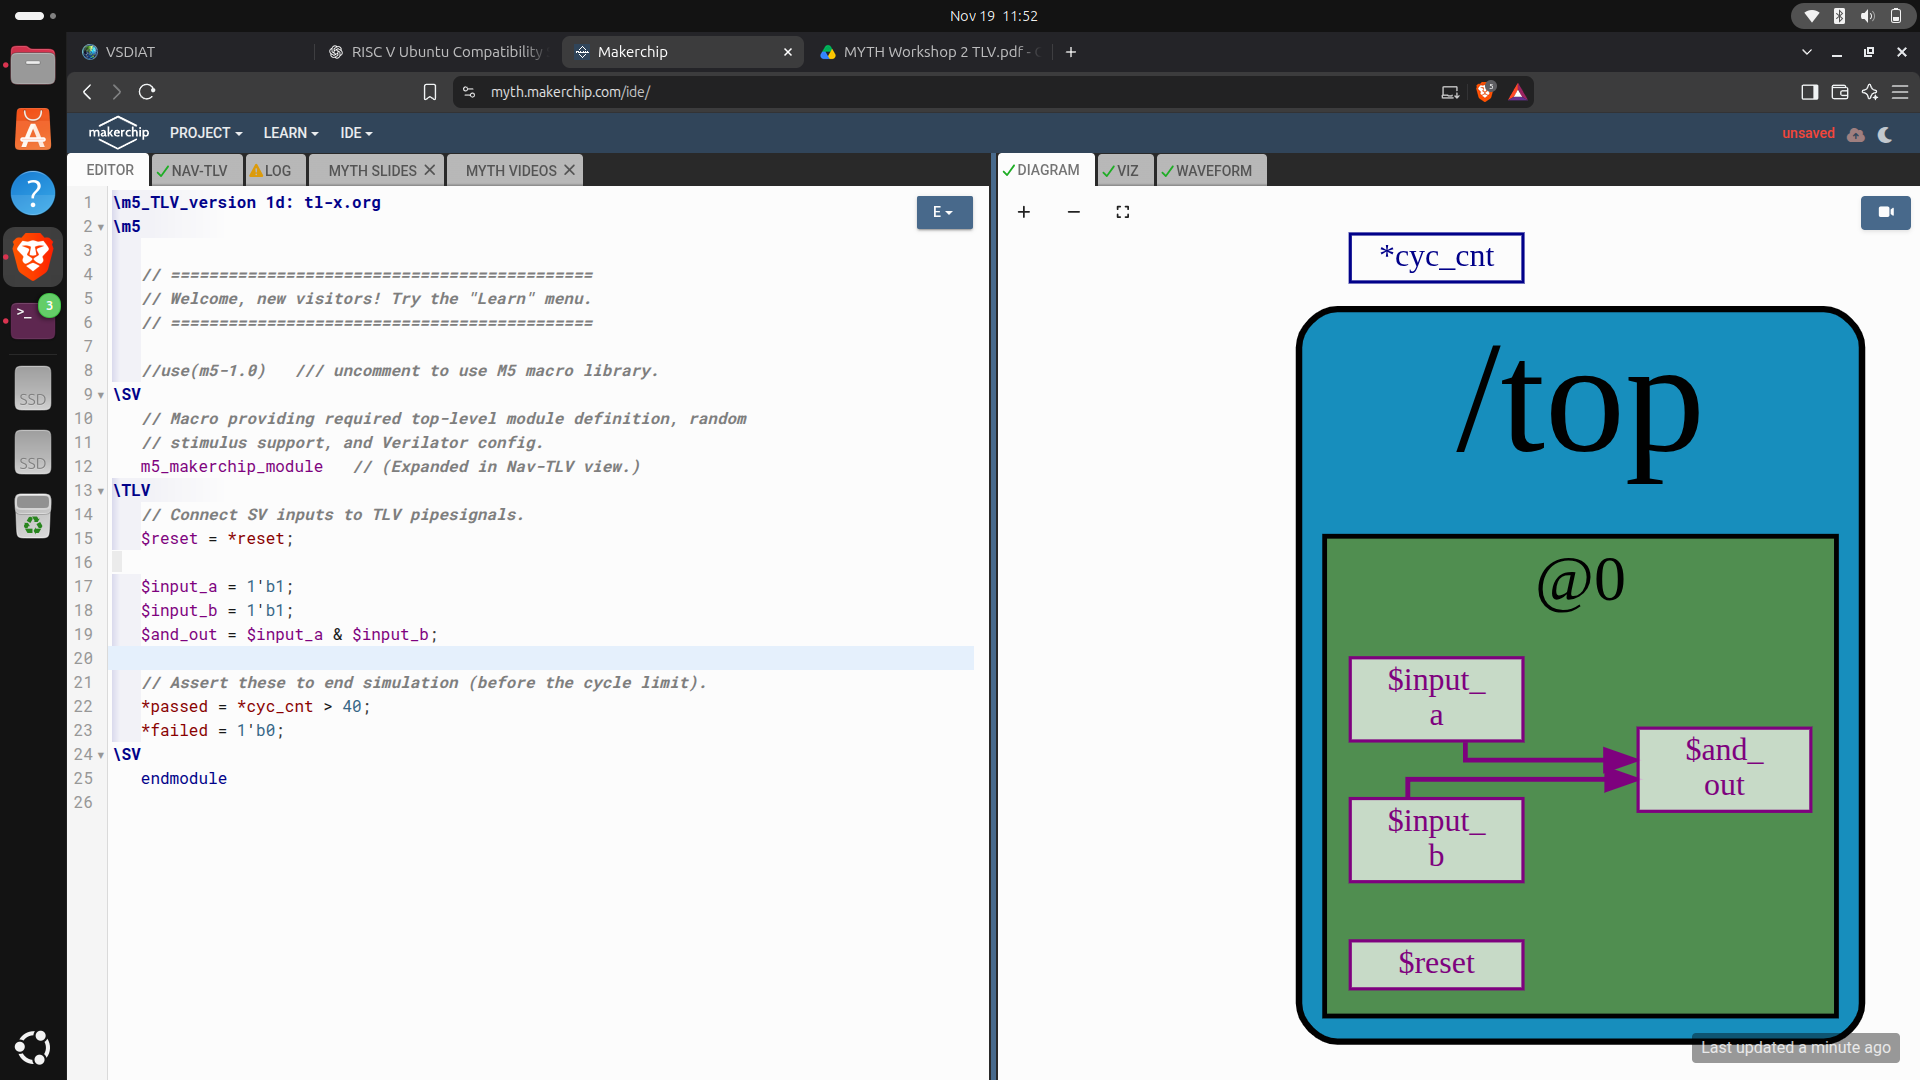 Nov 19 11:52
VSDIAT
RISC V Ubuntu Compatibility
Makerchip
MYTH Workshop 2 TLV.pdf -
myth.makerchip.com/ide/
5
makerchip
PROJECT
LEARN
IDE
unsaved
EDITOR
NAV-TLV
LOG
MYTH SLIDES
MYTH VIDEOS
DIAGRAM
VIZ
WAVEFORM
E
3
SSD
SSD
1 \m5_TLV_version 1d: tl-x.org
2 \m5
3
4 // ============================================
5 // Welcome, new visitors! Try the "Learn" menu.
6 // ============================================
7
8 //use(m5-1.0)   /// uncomment to use M5 macro library.
9 \SV
10 // Macro providing required top-level module definition, random
11 // stimulus support, and Verilator config.
12 m5_makerchip_module   // (Expanded in Nav-TLV view.)
13 \TLV
14 // Connect SV inputs to TLV pipesignals.
15 $reset = *reset;
16
17 $input_a = 1'b1;
18 $input_b = 1'b1;
19 $and_out = $input_a & $input_b;
20
21 // Assert these to end simulation (before the cycle limit).
22 *passed = *cyc_cnt > 40;
23 *failed = 1'b0;
24 \SV
25 endmodule
26
*cyc_cnt
/top
@0
$input_
a
$and_
out
$input_
b
$reset
Last updated a minute ago